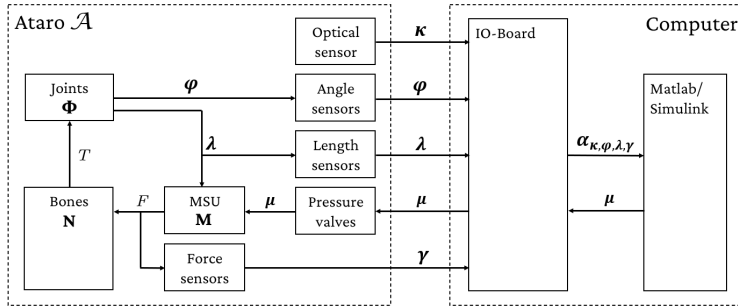 Ataro 𝒜
Computer
Optical
sensor
κ
IO-Board
Joints
Φ
φ
Angle
sensors
φ
Matlab/
Simulink
λ
Length
sensors
λ
α κ,φ,λ,γ
T
Bones
N
F
MSU
M
μ
Pressure
valves
μ
μ
Force
sensors
γ